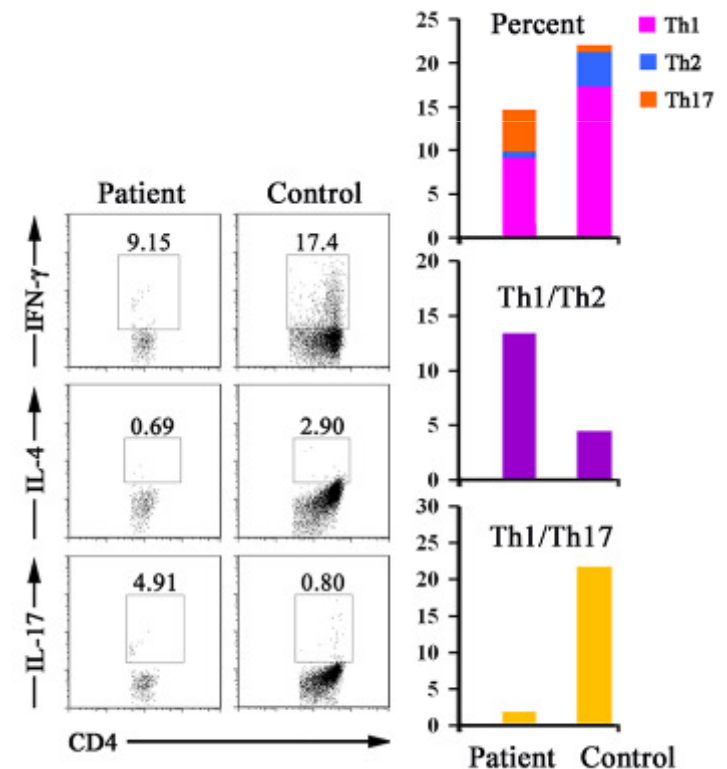 Patient Control
IFN-γ
9.15 17.4
IL-4
0.69 2.90
IL-17
4.91 0.80
CD4
Percent
Th1
Th2
Th17
25
20
15
10
5
0
Th1/Th2
20
15
10
5
0
Th1/Th17
30
25
20
15
10
5
0
Patient Control